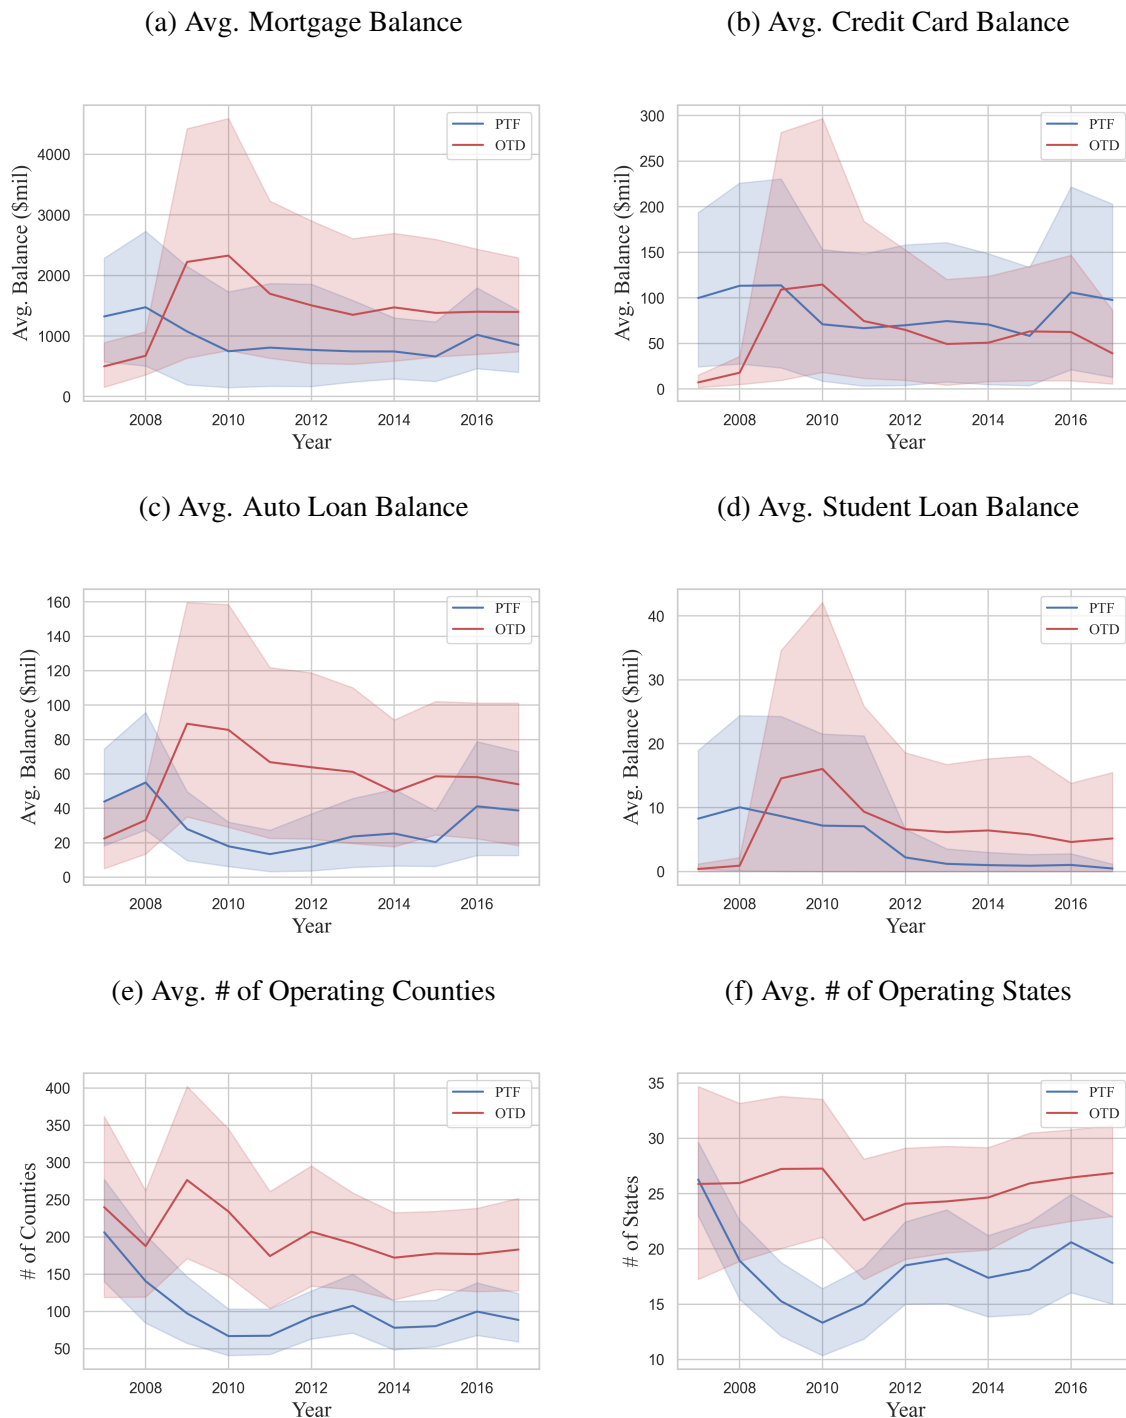 (a) Avg. Mortgage Balance
(b) Avg. Credit Card Balance
Avg. Balance ($mil)
4000
3000
2000
1000
0
PTF
OTD
2008 2010 2012 2014 2016
Year
Avg. Balance ($mil)
300
250
200
150
100
50
0
PTF
OTD
2008 2010 2012 2014 2016
Year
(c) Avg. Auto Loan Balance
(d) Avg. Student Loan Balance
Avg. Balance ($mil)
160
140
120
100
80
60
40
20
0
PTF
OTD
2008 2010 2012 2014 2016
Year
Avg. Balance ($mil)
40
30
20
10
0
PTF
OTD
2008 2010 2012 2014 2016
Year
(e) Avg. # of Operating Counties
(f) Avg. # of Operating States
# of Counties
400
350
300
250
200
150
100
50
PTF
OTD
2008 2010 2012 2014 2016
Year
# of States
35
30
25
20
15
10
PTF
OTD
2008 2010 2012 2014 2016
Year